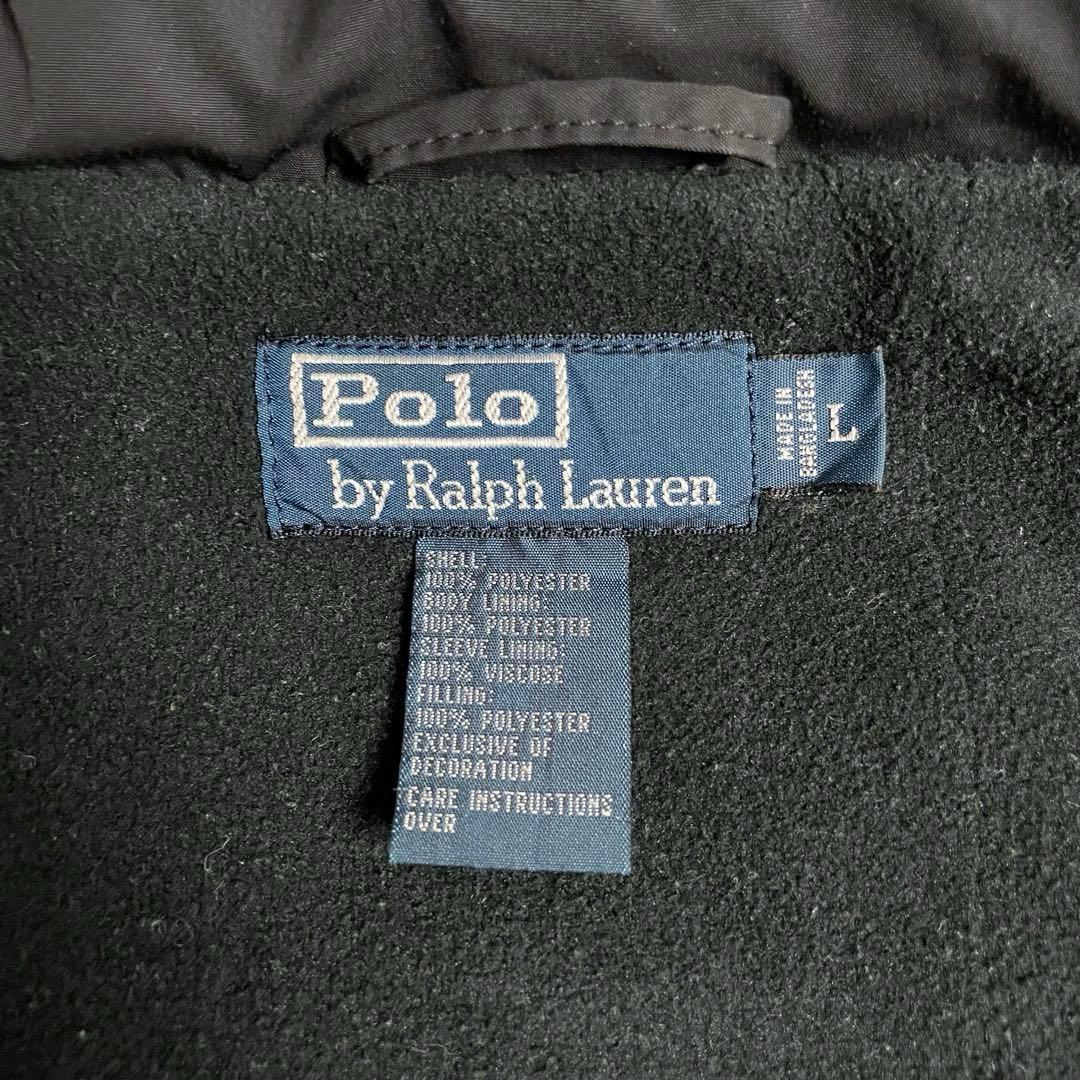 Polo
by Ralph Lauren
MADE IN
BANGLADESH
L
SHELL:
100% POLYESTER
BODY LINING:
100% POLYESTER
SLEEVE LINING:
100% VISCOSE
FILLING:
100% POLYESTER
EXCLUSIVE OF
DECORATION
CARE INSTRUCTIONS
OVER